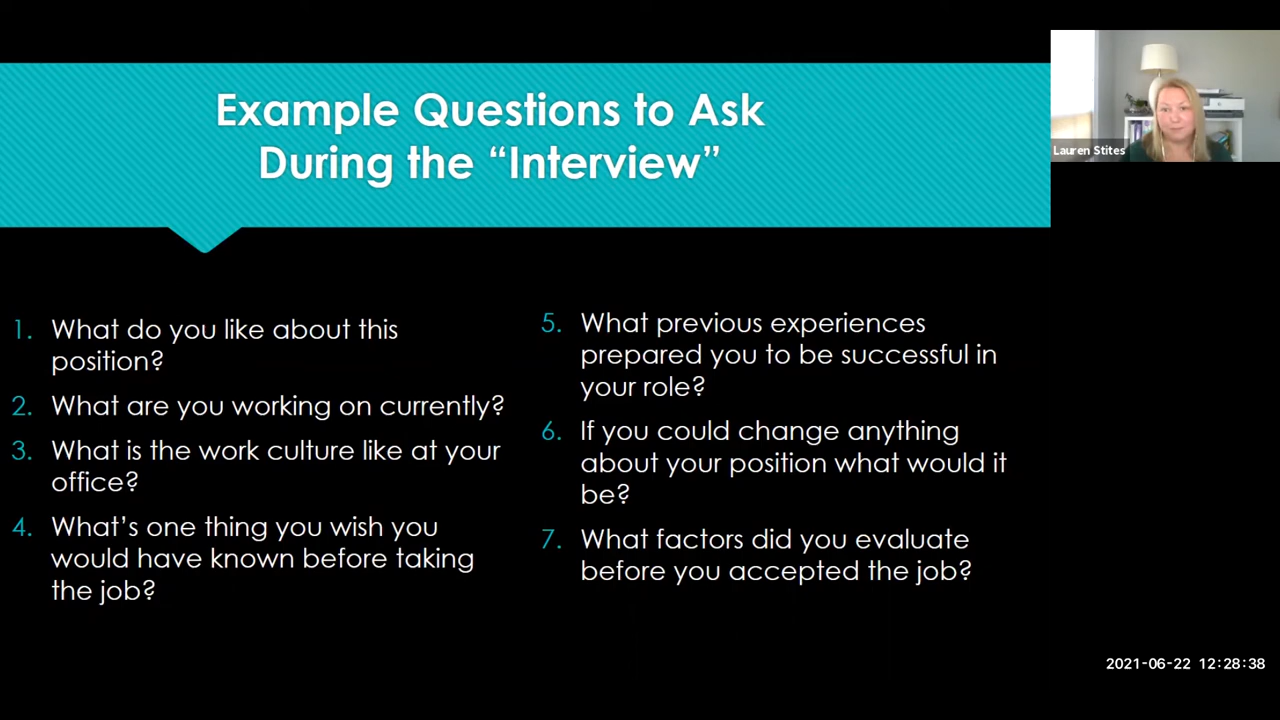 Example Questions to Ask
During the “Interview”
Lauren Stites
1. What do you like about this
position?
2. What are you working on currently?
3. What is the work culture like at your
office?
4. What’s one thing you wish you
would have known before taking
the job?
5. What previous experiences
prepared you to be successful in
your role?
6. If you could change anything
about your position what would it
be?
7. What factors did you evaluate
before you accepted the job?
2021-06-22 12:28:38